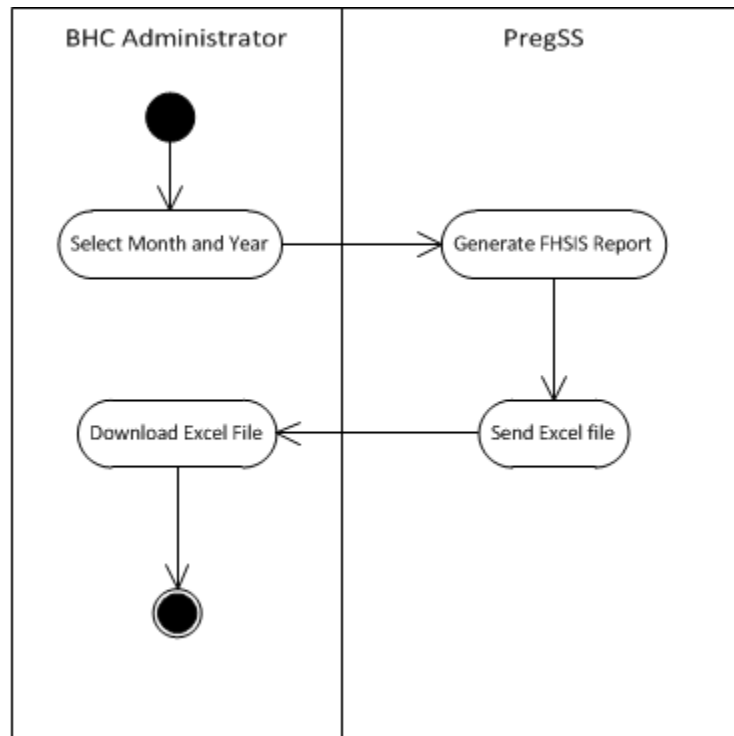 BHC Administrator
PregSS
Select Month and Year
Generate FHSIS Report
Download Excel File
Send Excel file